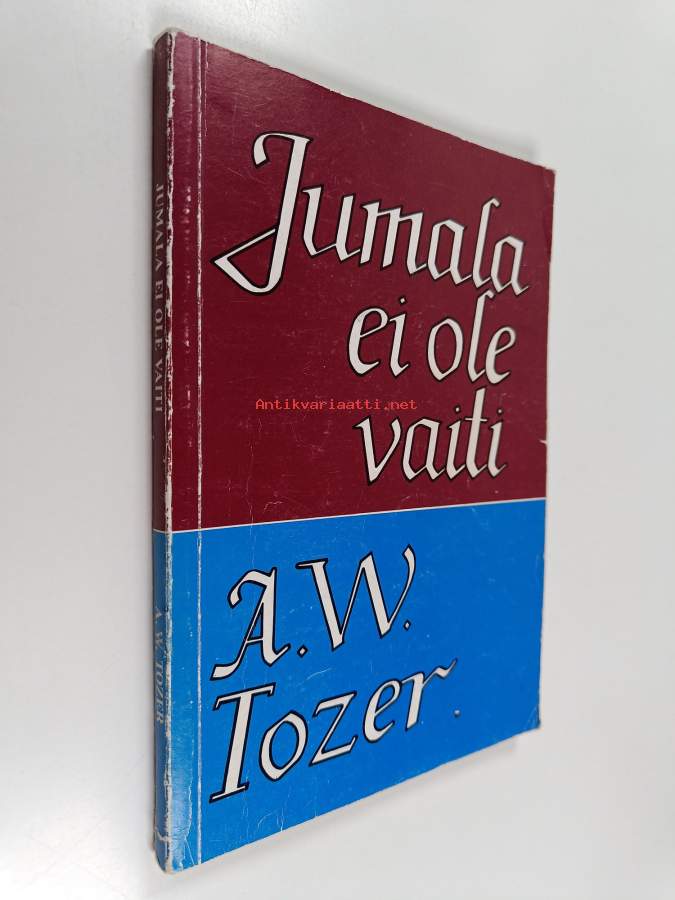 Jumala
ei ole
vaiti
A.W.
Tozer.
JUMALA EI OLE VAITI
A. W. TOZER
Antikvariaatti.net